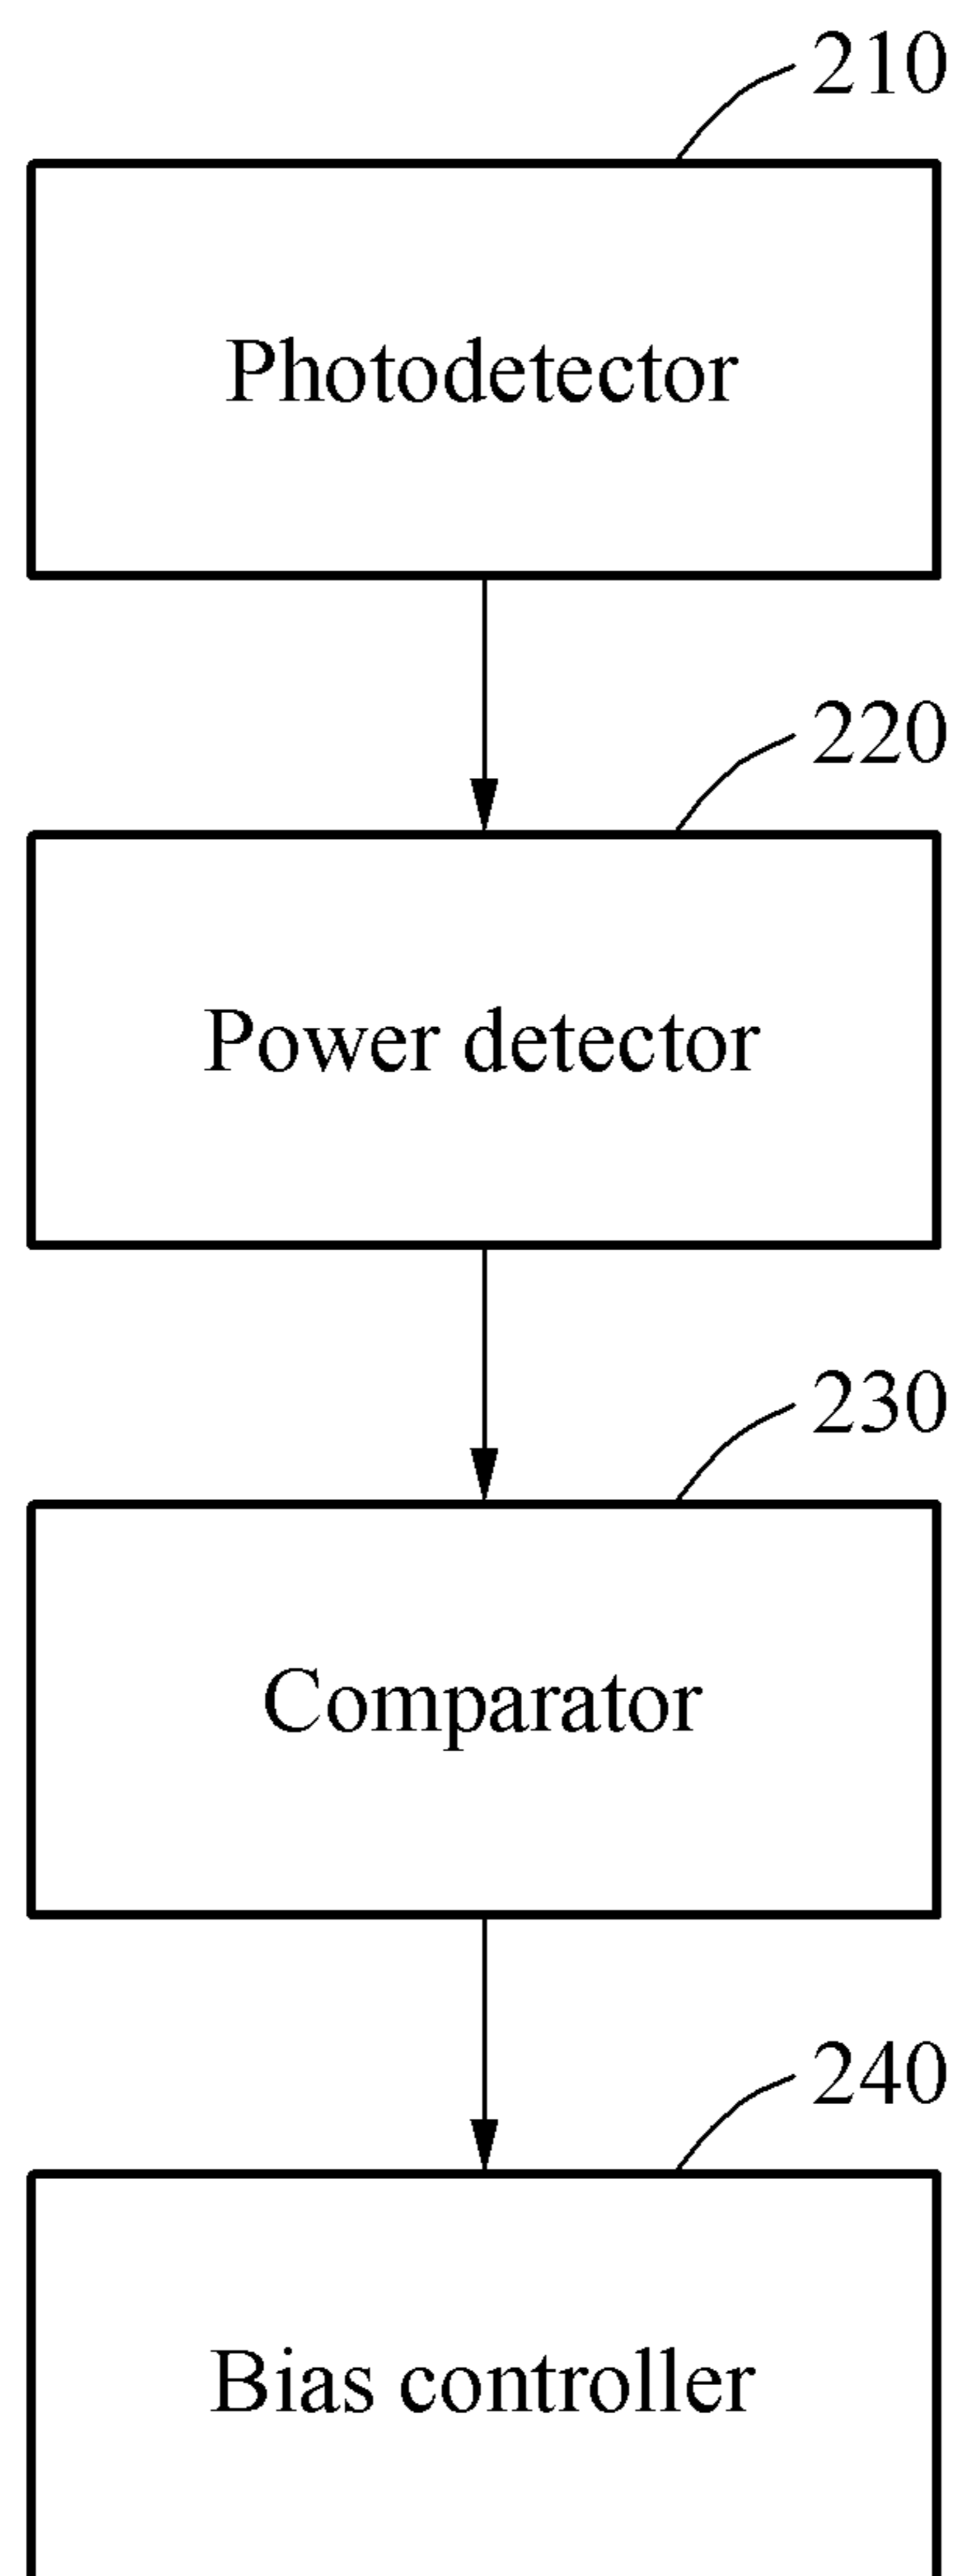 210
Photodetector
220
Power detector
230
Comparator
240
Bias controller